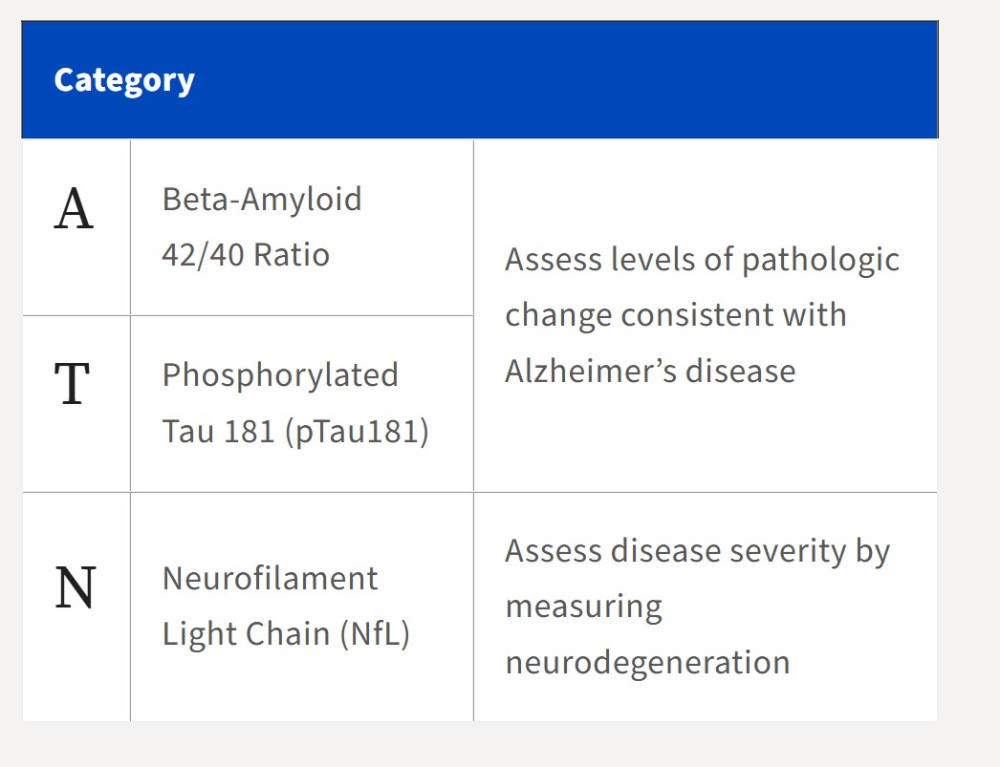 Category
A
Beta-Amyloid
42/40 Ratio
Assess levels of pathologic
change consistent with
Alzheimer’s disease
T
Phosphorylated
Tau 181 (pTau181)
N
Neurofilament
Light Chain (NfL)
Assess disease severity by
measuring
neurodegeneration